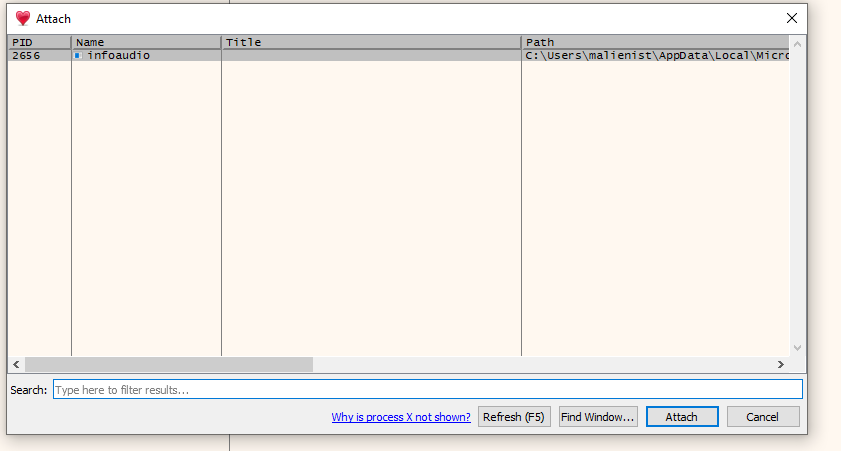 Attach
PID Name Title Path
2656 infoaudio C:\Users\malienist\AppData\Local\Micro
Search: Type here to filter results...
Why is process X not shown? Refresh (F5) Find Window... Attach Cancel